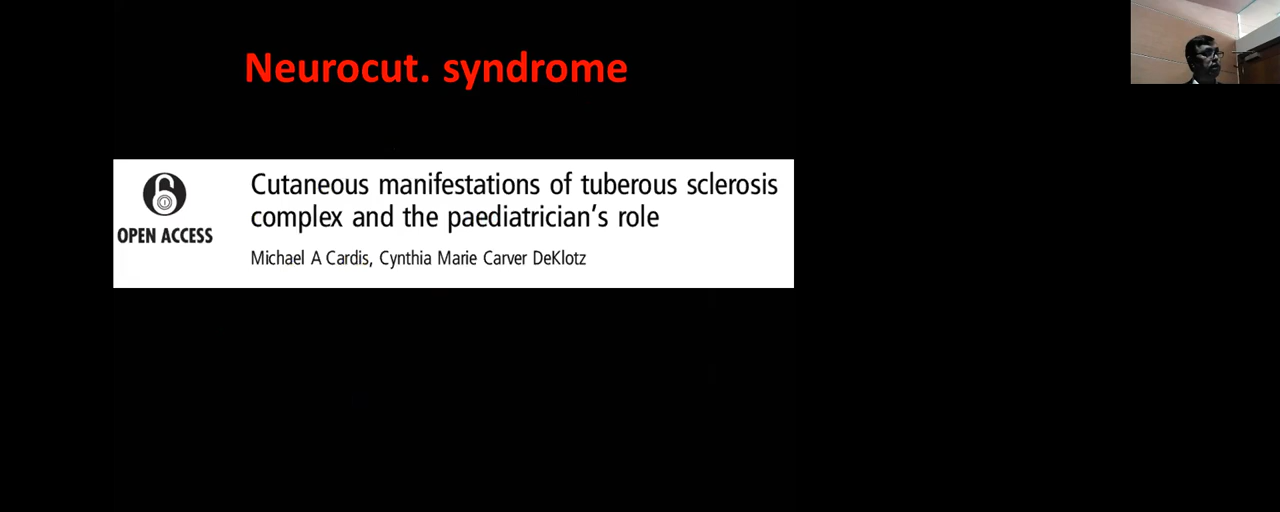 Neurocut. syndrome
OPEN ACCESS
Cutaneous manifestations of tuberous sclerosis
complex and the paediatrician's role
Michael A Cardis, Cynthia Marie Carver DeKlotz